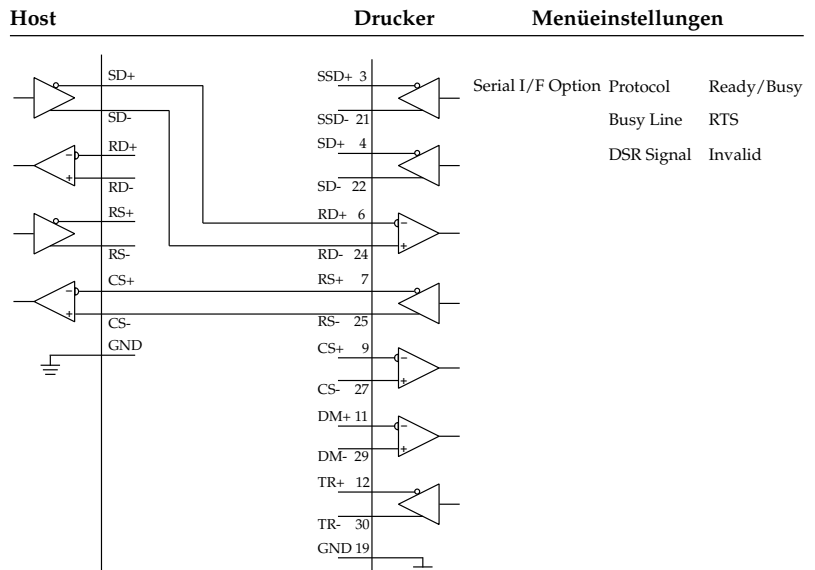 Host Drucker Menüeinstellungen
SD+ SSD+ 3 Serial I/F Option Protocol Ready/Busy
SD- SSD- 21 Busy Line RTS
RD+ SD+ 4 DSR Signal Invalid
RD- SD- 22
RS+ RD+ 6
RS- RD- 24
CS+ RS+ 7
CS- RS- 25
GND CS+ 9
CS- 27
DM+ 11
DM- 29
TR+ 12
TR- 30
GND 19